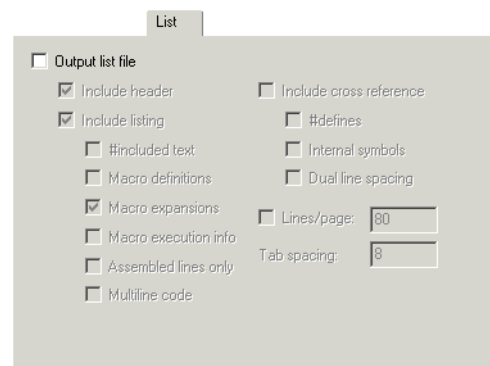 List
Output list file
Include header
Include listing
#included text
Macro definitions
Macro expansions
Macro execution info
Assembled lines only
Multiline code
Include cross reference
#defines
Internal symbols
Dual line spacing
Lines/page: 80
Tab spacing: 8